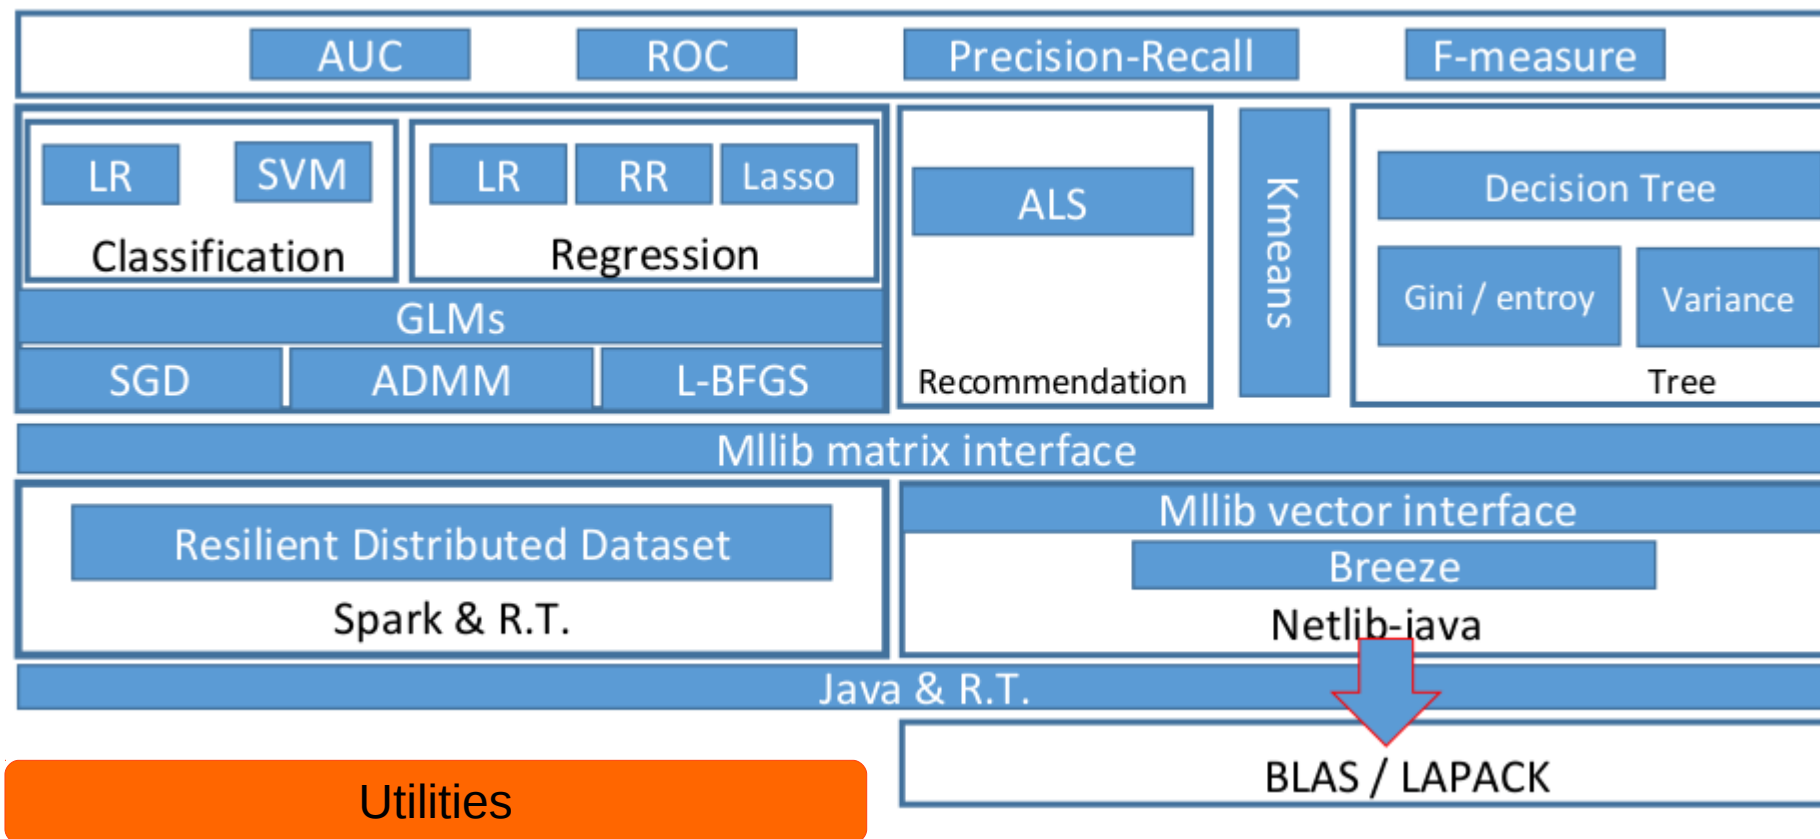 AUC ROC Precision-Recall F-measure
LR SVM
Classification
LR RR Lasso
Regression
GLMs
SGD ADMM L-BFGS
ALS
Recommendation
Kmeans
Decision Tree
Gini / entroy Variance
Tree
Mllib matrix interface
Resilient Distributed Dataset
Spark & R.T.
Mllib vector interface
Breeze
Netlib-java
Java & R.T.
BLAS / LAPACK
Utilities